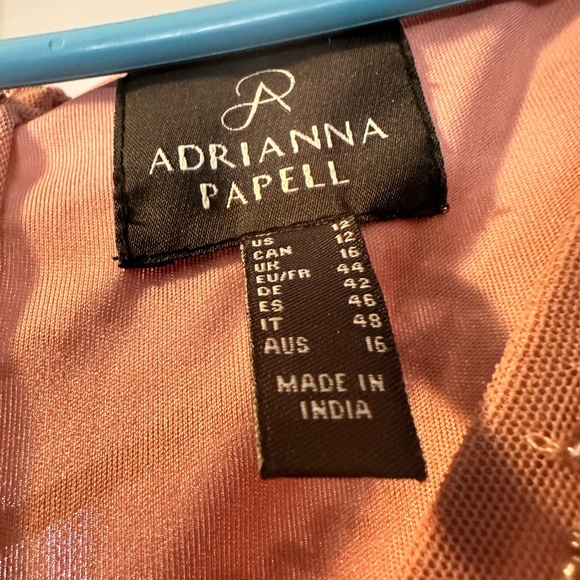 ADRIANNA
PAPELL
US 12
CAN 12
UK 16
EU/FR 44
DE 42
ES 46
IT 48
AUS 16
MADE IN
INDIA